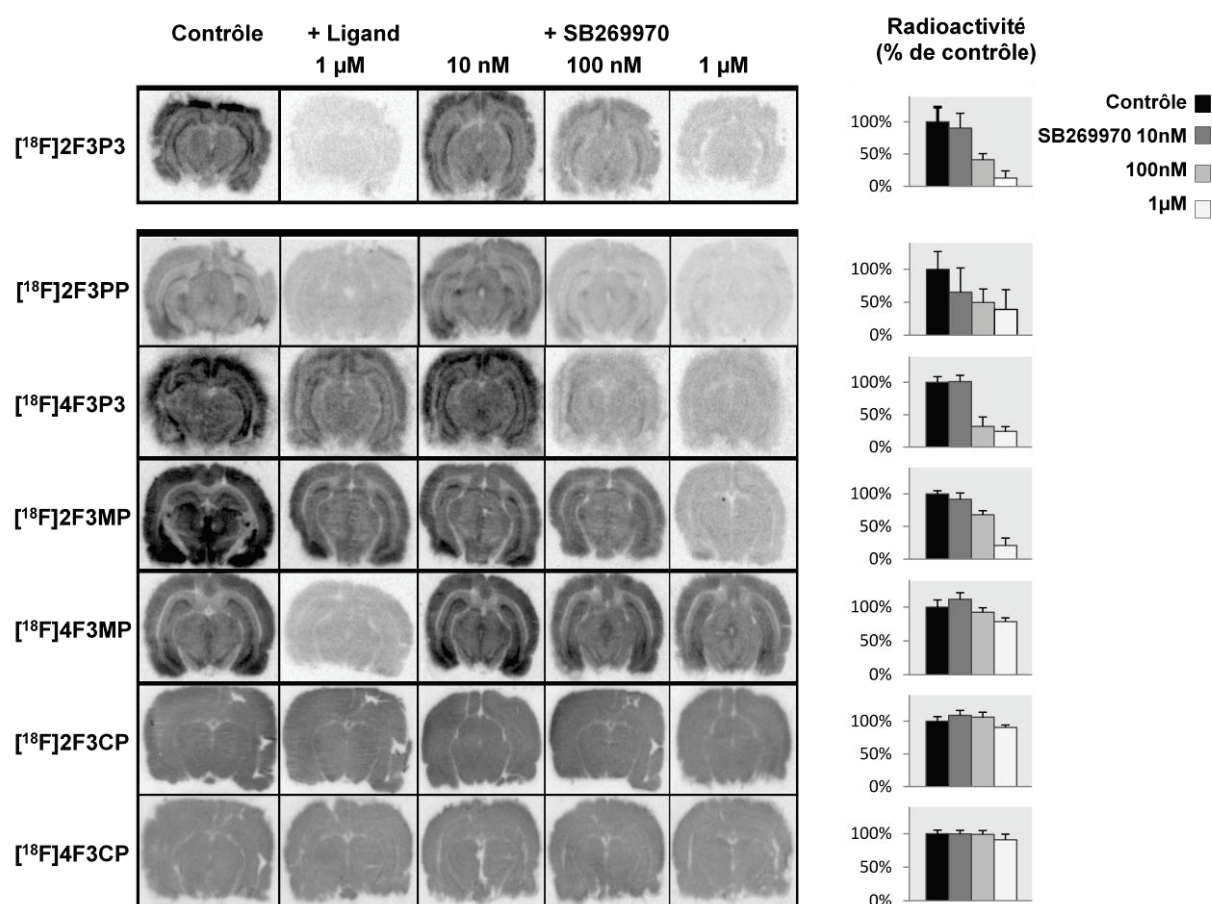 Contrôle + Ligand + SB269970
1 µM 10 nM 100 nM 1 µM
Radioactivité
(% de contrôle)
[¹⁸F]2F3P3
100%
50%
0%
Contrôle
SB269970 10nM
100nM
1µM
[¹⁸F]2F3PP
100%
50%
0%
[¹⁸F]4F3P3
100%
50%
0%
[¹⁸F]2F3MP
100%
50%
0%
[¹⁸F]4F3MP
100%
50%
0%
[¹⁸F]2F3CP
100%
50%
0%
[¹⁸F]4F3CP
100%
50%
0%